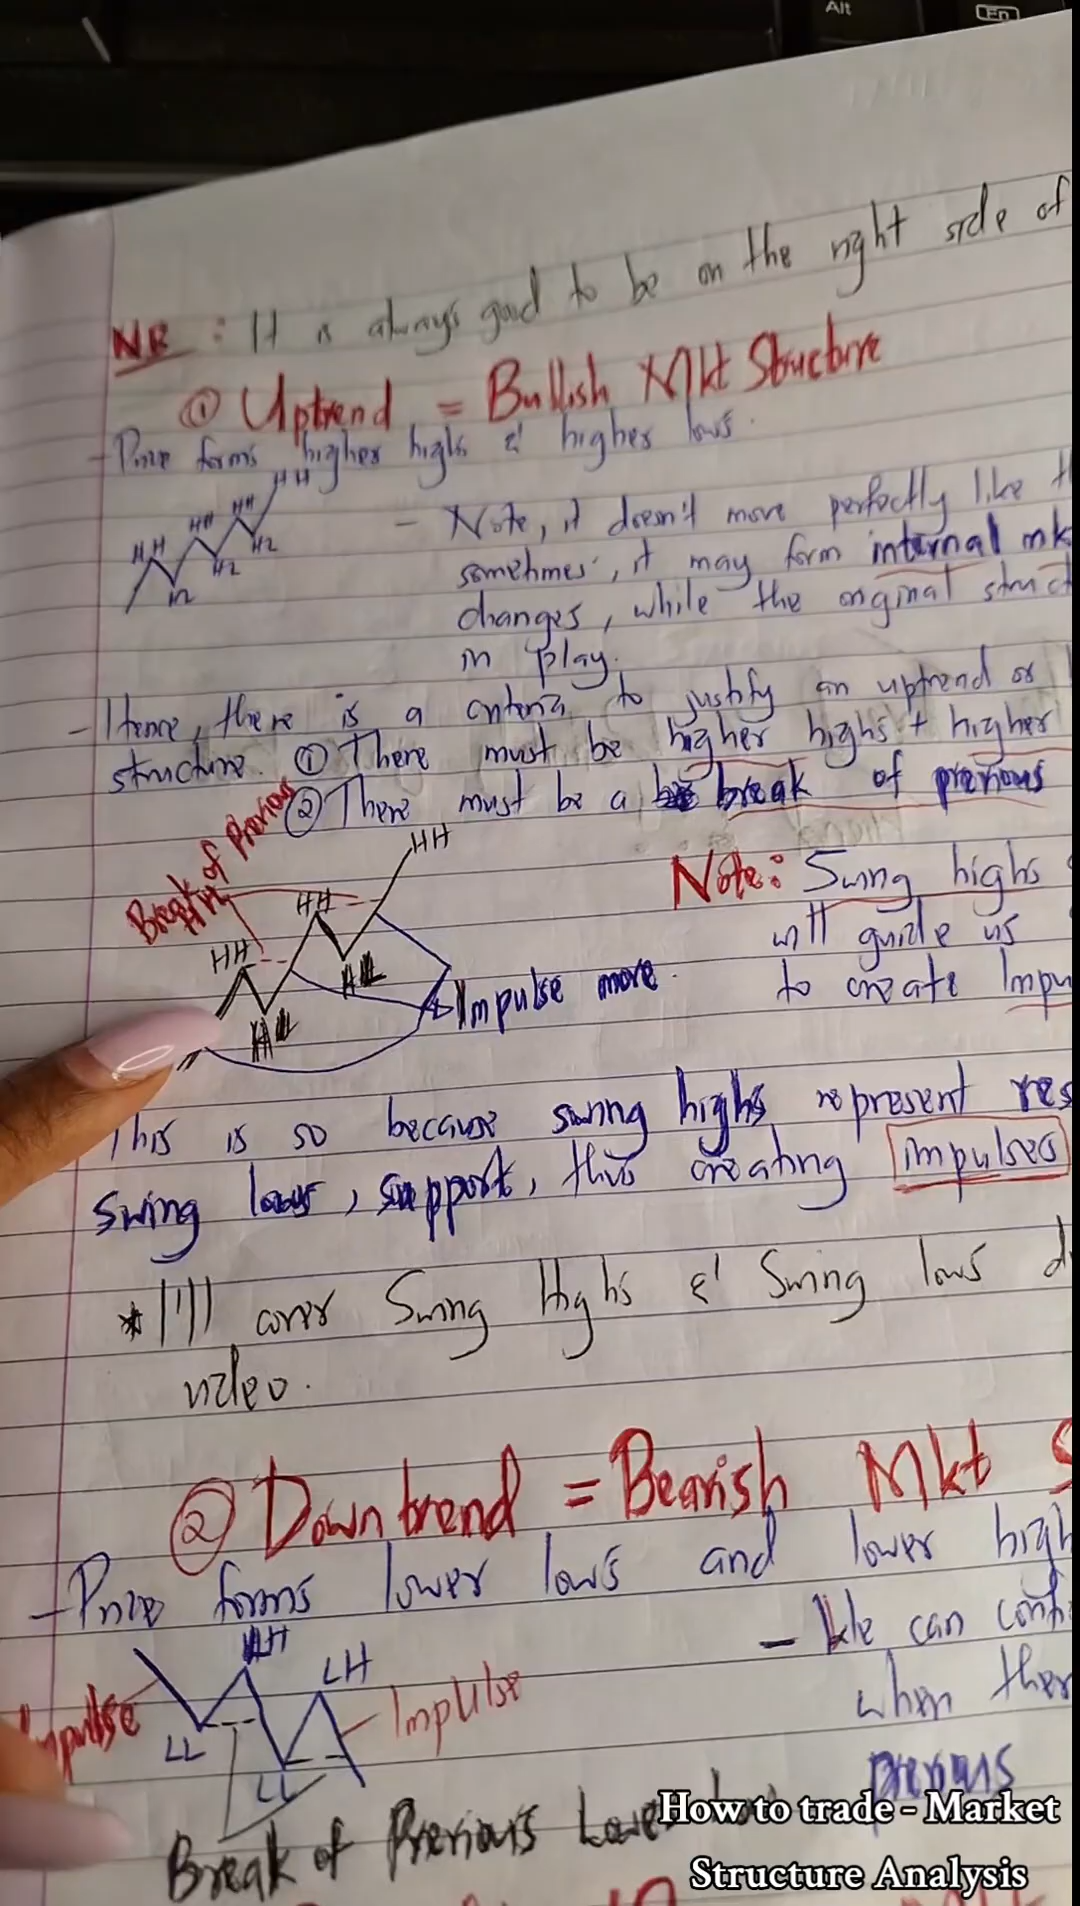 Alt
Fn
NB : It is always good to be on the right side of
① Uptrend = Bullish Mkt Structure
- Price forms higher highs & higher lows.
HH
HH
HH
HH
HL
HL
HL
- Note, it doesn't move perfectly like
sometimes, it may form internal mk
changes, while the original struct
in play.
- Hence, there is a criteria to justify an uptrend or
structure. ① There must be higher highs + higher
② There must be a break of previous
Break of Previous
HH
HH
HH
HH
HL
HL
Impulse move.
Note: Swing highs
will guide us
to create Impu
This is so because swing highs represent res
swing lows, support, thus creating impulses
* I'll cover Swing Highs & Swing lows
video.
② Downtrend = Bearish Mkt S
- Price forms lower lows and lower high
- We can conf
when ther
previous
LH
LH
Impulse
Impulse
LL
LL
Break of Previous Lower Low
How to trade - Market
Structure Analysis